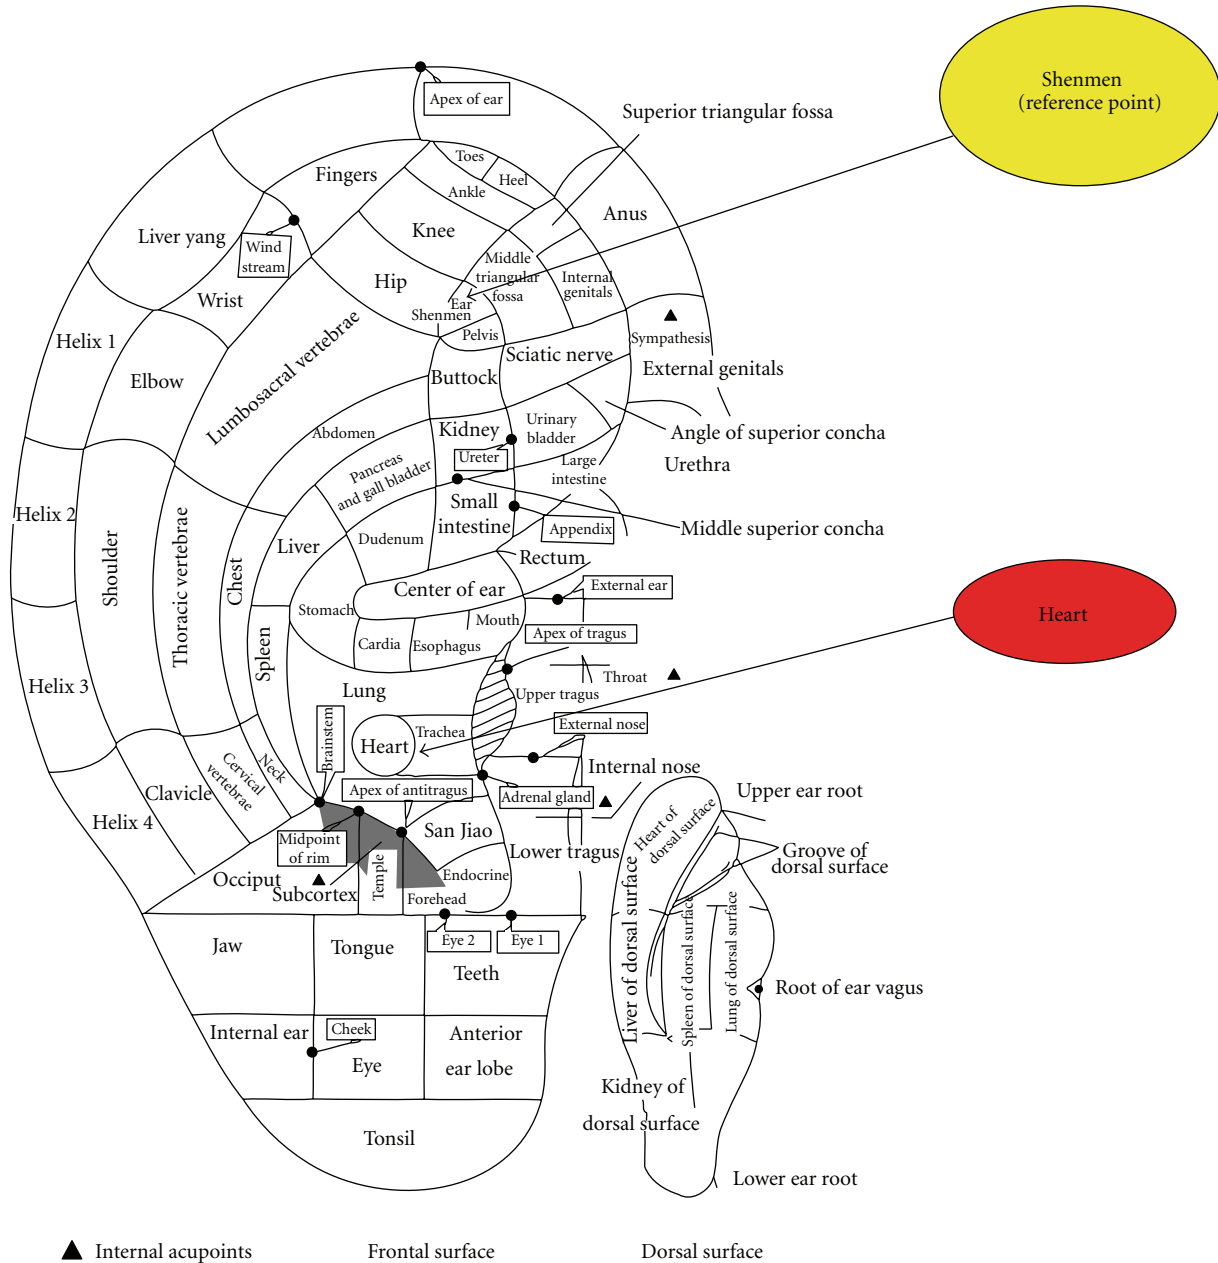 Shenmen
(reference point)
Apex of ear
Superior triangular fossa
Toes
Heel
Fingers
Ankle
Anus
Knee
Liver yang
Wind
stream
Middle
triangular
fossa
Internal
genitals
Hip
Wrist
Ear
Shenmen
Pelvis
Sympathesis
Helix 1
Lumbosacral vertebrae
Sciatic nerve
External genitals
Elbow
Buttock
Abdomen
Kidney
Urinary
bladder
Angle of superior concha
Ureter
Urethra
Pancreas
and gall bladder
Large
intestine
Helix 2
Small
intestine
Appendix
Middle superior concha
Shoulder
Thoracic vertebrae
Chest
Liver
Dudenum
Rectum
Center of ear
External ear
Stomach
Mouth
Apex of tragus
Heart
Cardia
Esophagus
Spleen
Throat
Helix 3
Lung
Upper tragus
Brainstem
Heart
Trachea
External nose
Neck
Cervical
vertebrae
Internal nose
Clavicle
Apex of antitragus
Adrenal gland
Upper ear root
Helix 4
San Jiao
Heart of
dorsal surface
Midpoint
of rim
Lower tragus
Groove of
dorsal surface
Occiput
Subcortex
Temple
Endocrine
Forehead
Liver of dorsal surface
Spleen of dorsal surface
Lung of dorsal surface
Eye 2
Eye 1
Jaw
Tongue
Teeth
Root of ear vagus
Internal ear
Cheek
Anterior
ear lobe
Eye
Kidney of
dorsal surface
Tonsil
Lower ear root
Internal acupoints
Frontal surface
Dorsal surface